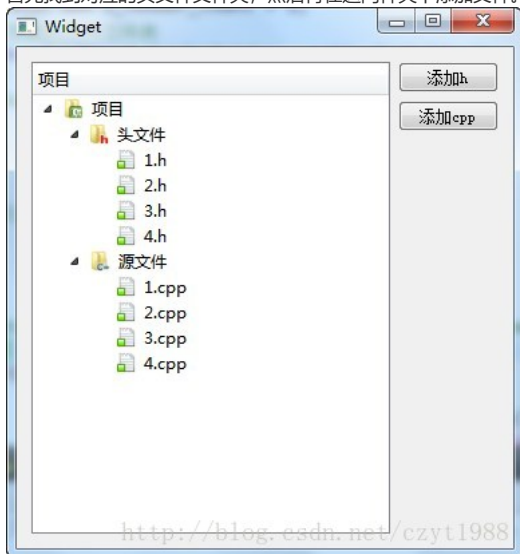 Widget
项目
添加h
添加cpp
项目
头文件
1.h
2.h
3.h
4.h
源文件
1.cpp
2.cpp
3.cpp
4.cpp
http://blog.csdn.net/czyt1988